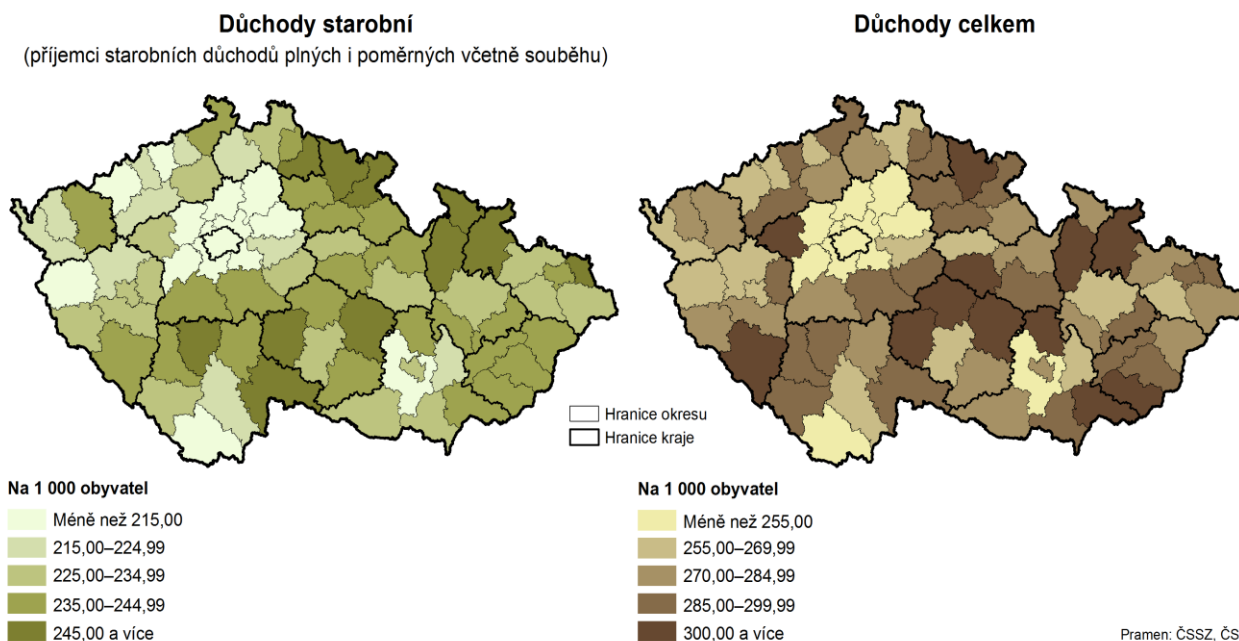 Důchody starobní
(příjemci starobních důchodů plných i poměrných včetně souběhu)
Důchody celkem
Hranice okresu
Hranice kraje
Na 1 000 obyvatel
Méně než 215,00
215,00–224,99
225,00–234,99
235,00–244,99
245,00 a více
Na 1 000 obyvatel
Méně než 255,00
255,00–269,99
270,00–284,99
285,00–299,99
300,00 a více
Pramen: ČSSZ, ČS